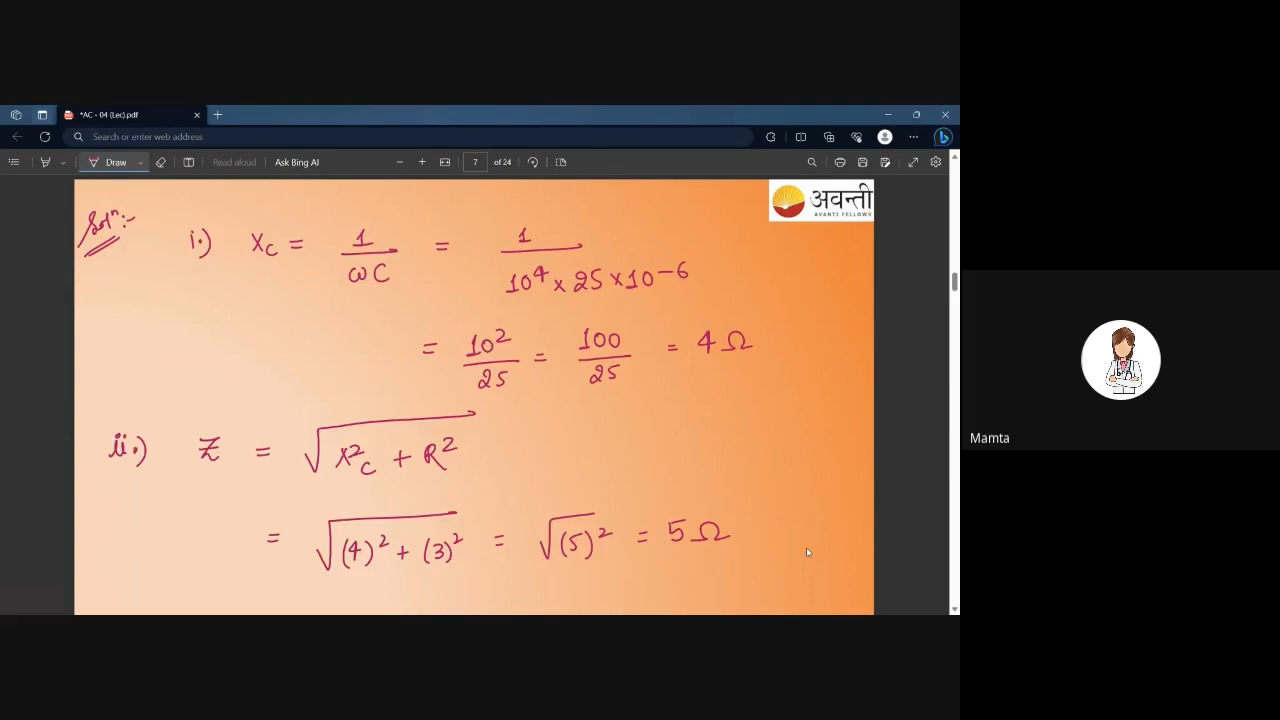 *AC - 04 (Lec).pdf
Search or enter web address
Draw
Read aloud
Ask Bing AI
7 of 24
अवन्ती
AVANTI FELLOWS
Solⁿ:-
i.) X_C = 1/ωC = 1/(10⁴ × 25 × 10⁻⁶)
= 10²/25 = 100/25 = 4 Ω
ii.) Z = √(X²_C + R²)
= √((4)² + (3)²) = √(5)² = 5 Ω
Mamta